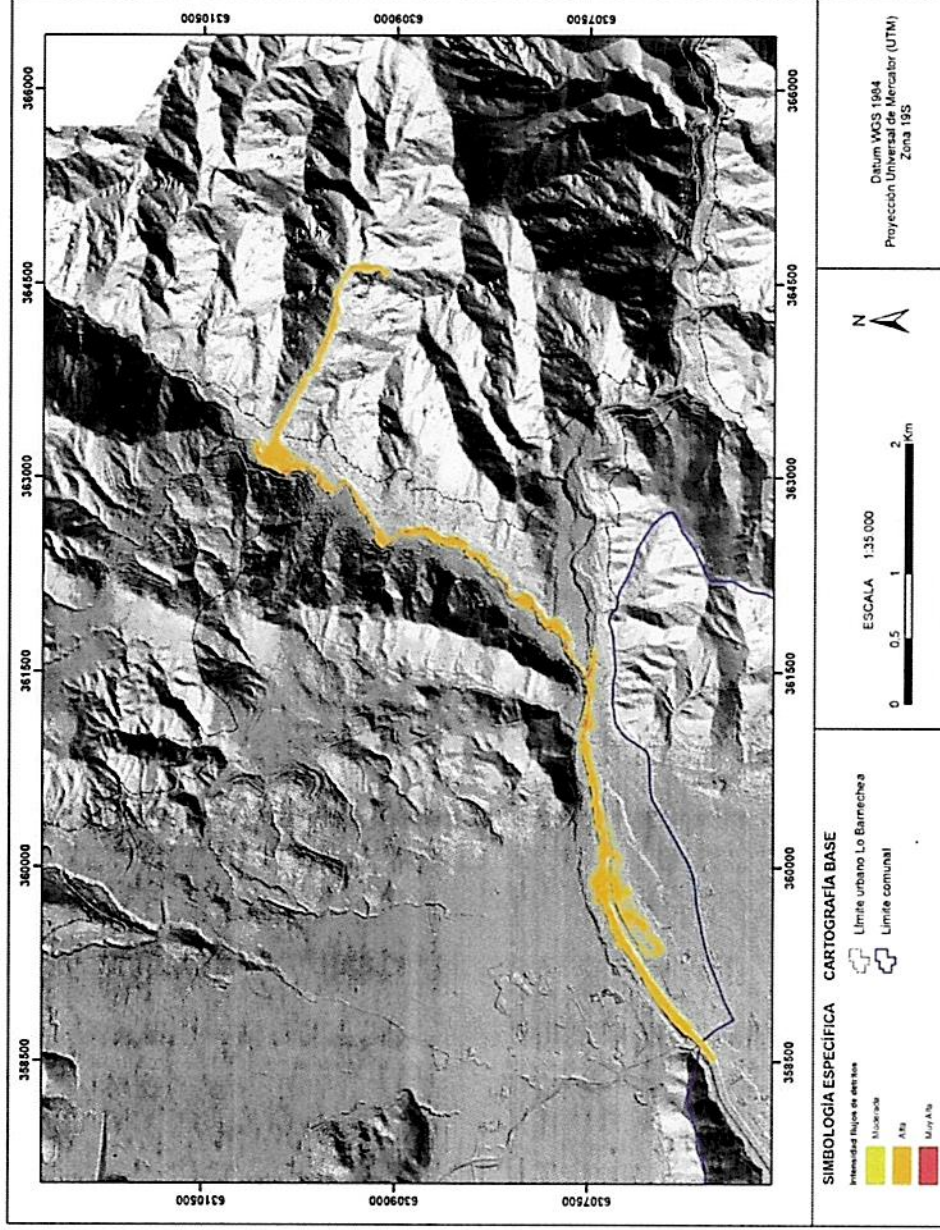 358500
360000
361500
363000
364500
366000
6310500
6309000
6307500
6310500
6309000
6307500
358500
360000
361500
363000
364500
366000
SIMBOLOGÍA ESPECÍFICA
Intensidad flujos de detritos
Moderada
Alta
Muy Alta
CARTOGRAFÍA BASE
Límite urbano Lo Barnechea
Límite comunal
ESCALA 1:35 000
0 0.5 1 2
Km
N
Datum WGS 1984
Proyección Universal de Mercator (UTM)
Zona 19S